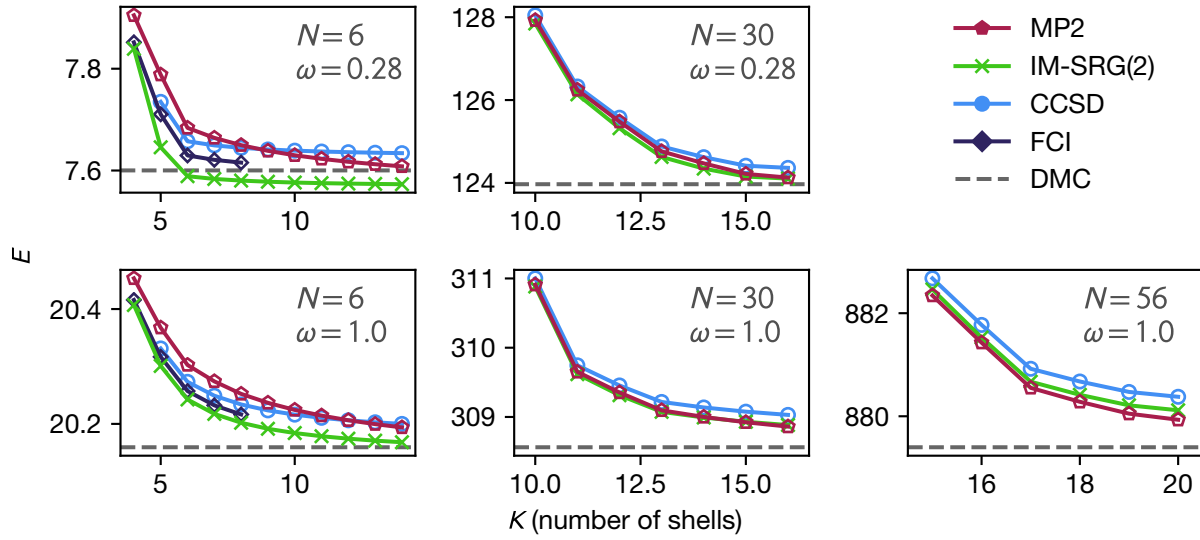 N = 6
ω = 0.28
7.8
7.6
5
10
N = 30
ω = 0.28
128
126
124
10.0
12.5
15.0
MP2
IM-SRG(2)
CCSD
FCI
DMC
E
N = 6
ω = 1.0
20.4
20.2
5
10
N = 30
ω = 1.0
311
310
309
10.0
12.5
15.0
N = 56
ω = 1.0
882
880
16
18
20
K (number of shells)